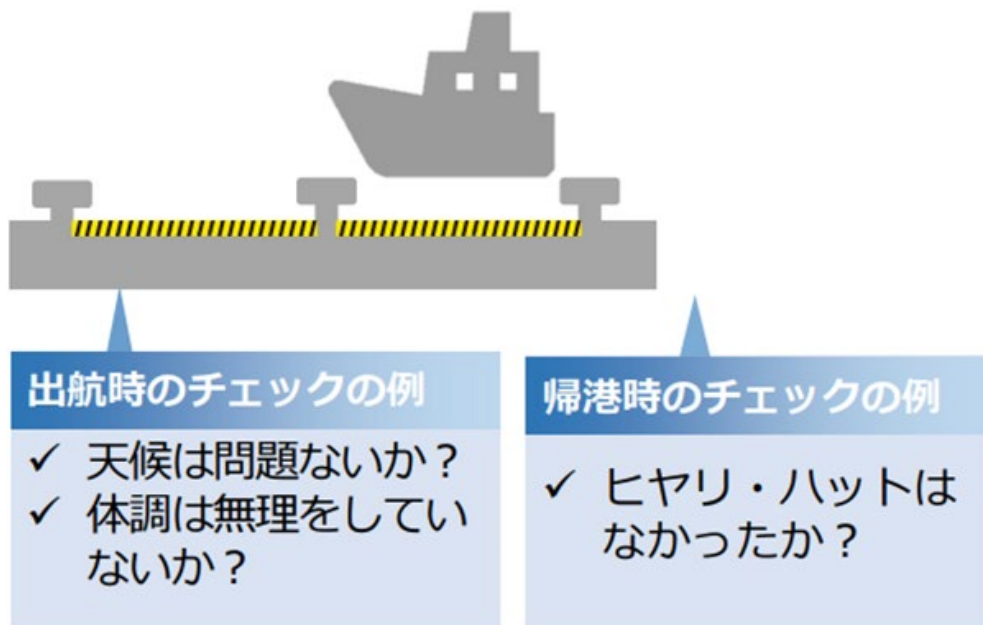 出航時のチェックの例
✓ 天候は問題ないか？
✓ 体調は無理をしてい
ないか？
帰港時のチェックの例
✓ ヒヤリ・ハットは
なかったか？